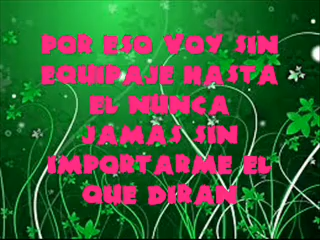 POR ESO VOY SIN
EQUIPAJE HASTA
EL NUNCA
JAMAS SIN
IMPORTARME EL
QUE DIRAN